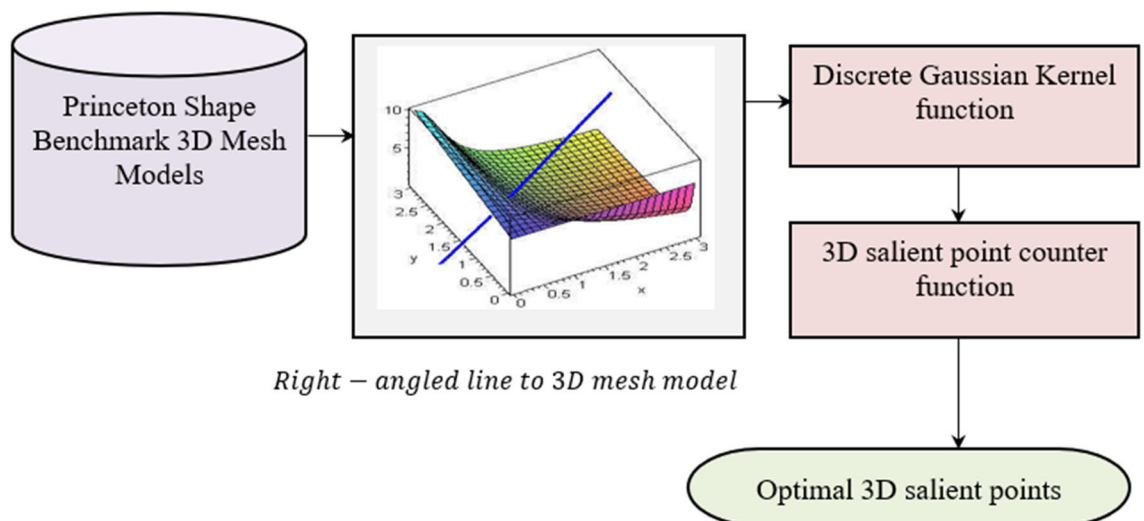 Princeton Shape
Benchmark 3D Mesh
Models
10
5
3
2.5
2
1.5
1
0.5
0
y
0
0.5
1
1.5
2
2.5
3
x
Right − angled line to 3D mesh model
Discrete Gaussian Kernel
function
3D salient point counter
function
Optimal 3D salient points